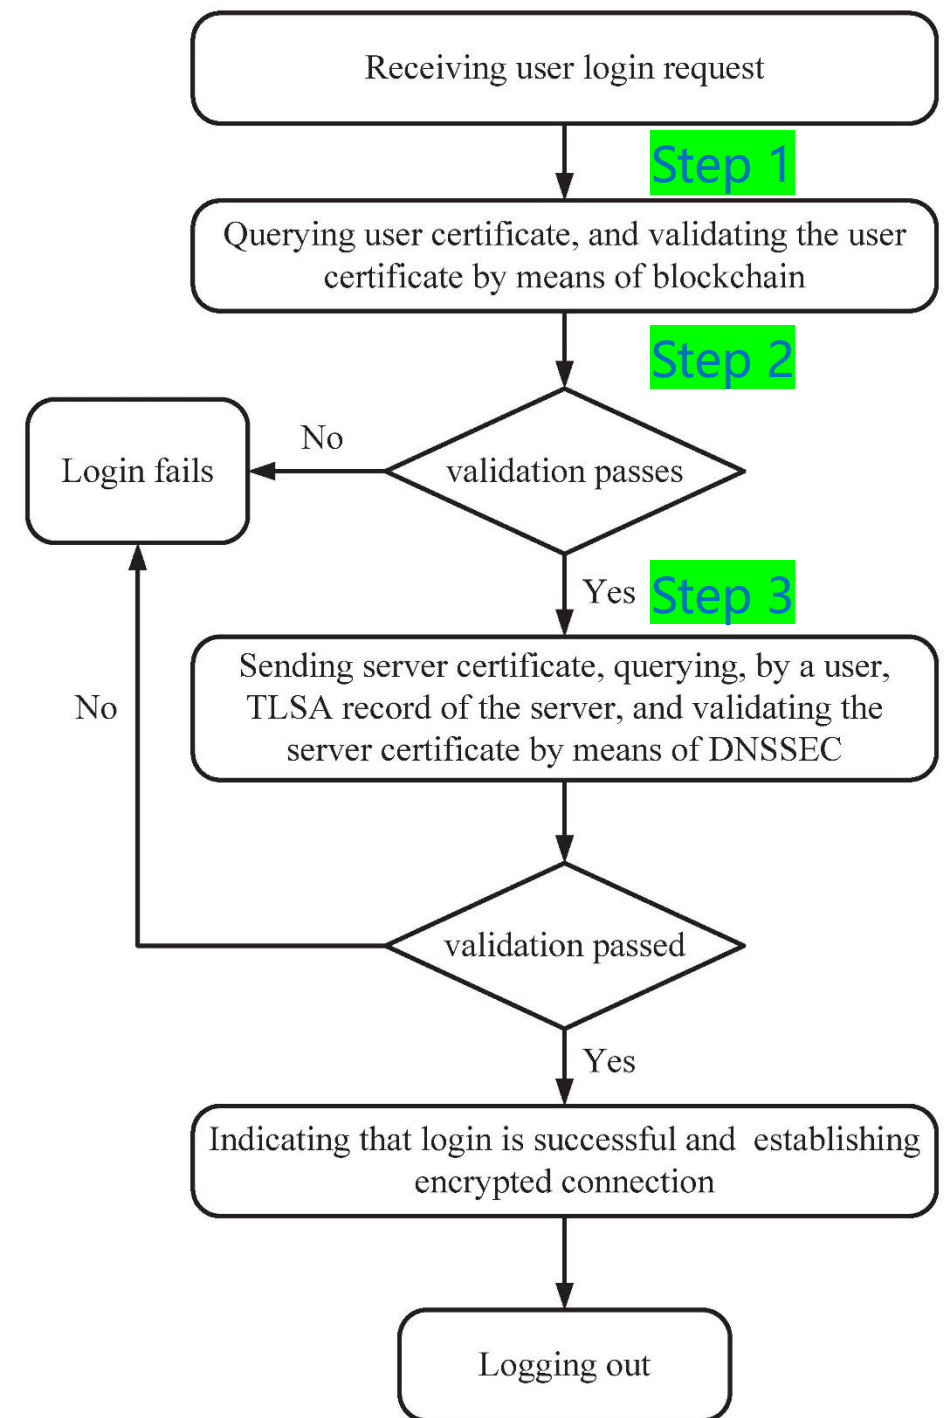 Receiving user login request
Step 1
Querying user certificate, and validating the user
certificate by means of blockchain
Step 2
No
Login fails
validation passes
Yes
Step 3
Sending server certificate, querying, by a user,
TLSA record of the server, and validating the
server certificate by means of DNSSEC
No
validation passed
Yes
Indicating that login is successful and establishing
encrypted connection
Logging out